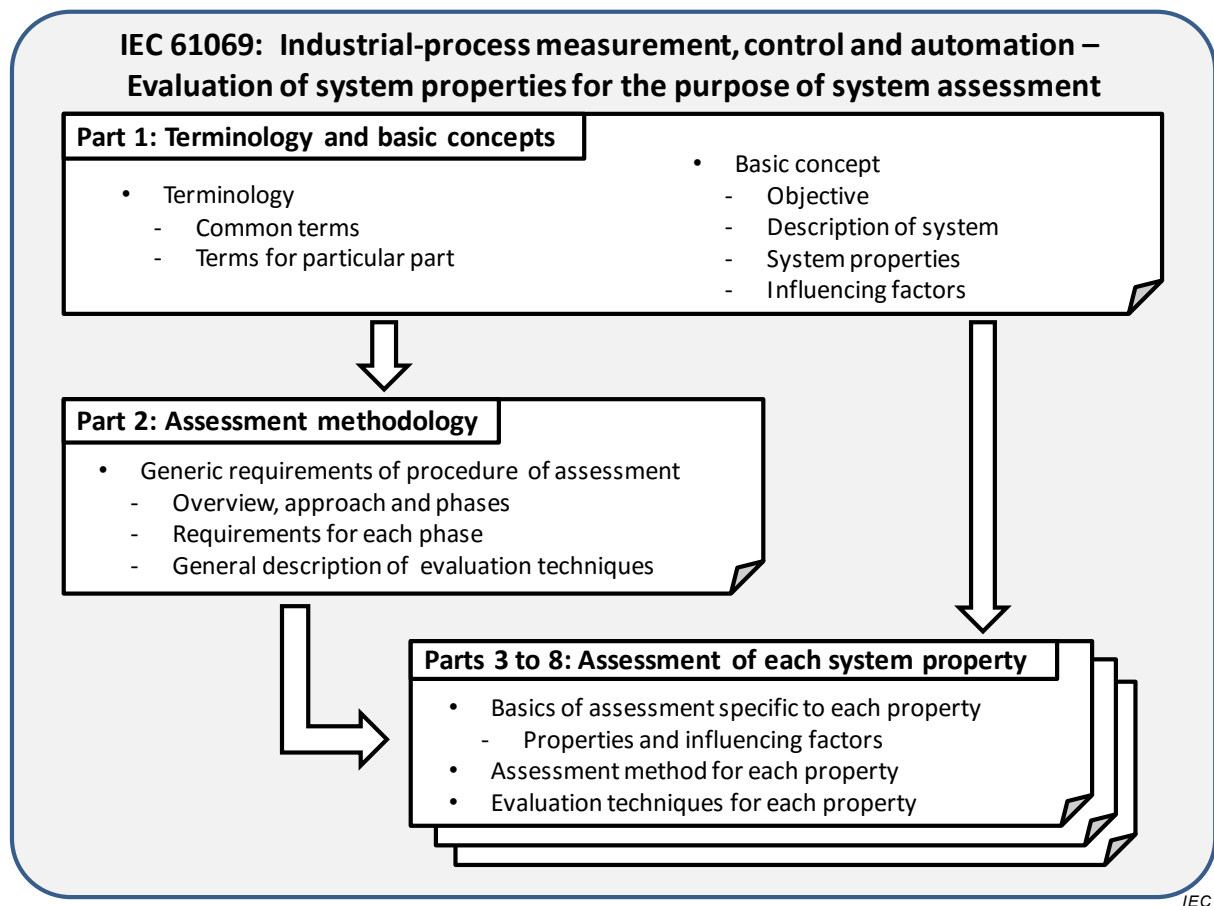 IEC 61069: Industrial-process measurement, control and automation –
Evaluation of system properties for the purpose of system assessment
Part 1: Terminology and basic concepts
• Terminology
- Common terms
- Terms for particular part
• Basic concept
- Objective
- Description of system
- System properties
- Influencing factors
Part 2: Assessment methodology
• Generic requirements of procedure of assessment
- Overview, approach and phases
- Requirements for each phase
- General description of evaluation techniques
Parts 3 to 8: Assessment of each system property
• Basics of assessment specific to each property
- Properties and influencing factors
• Assessment method for each property
• Evaluation techniques for each property
IEC